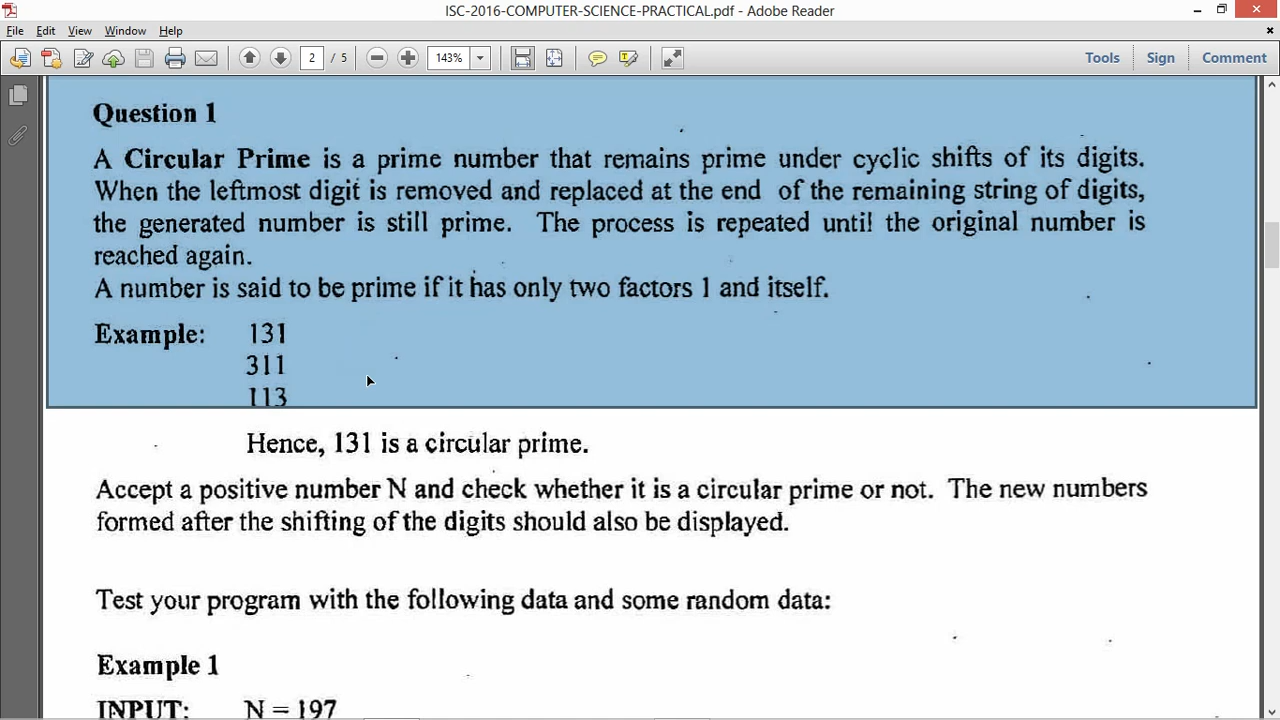 ISC-2016-COMPUTER-SCIENCE-PRACTICAL.pdf - Adobe Reader
File Edit View Window Help
2 / 5 143% Tools Sign Comment
Question 1
A Circular Prime is a prime number that remains prime under cyclic shifts of its digits.
When the leftmost digit is removed and replaced at the end of the remaining string of digits,
the generated number is still prime. The process is repeated until the original number is
reached again.
A number is said to be prime if it has only two factors 1 and itself.
Example: 131
311
113
Hence, 131 is a circular prime.
Accept a positive number N and check whether it is a circular prime or not. The new numbers
formed after the shifting of the digits should also be displayed.
Test your program with the following data and some random data:
Example 1
INPUT: N = 197